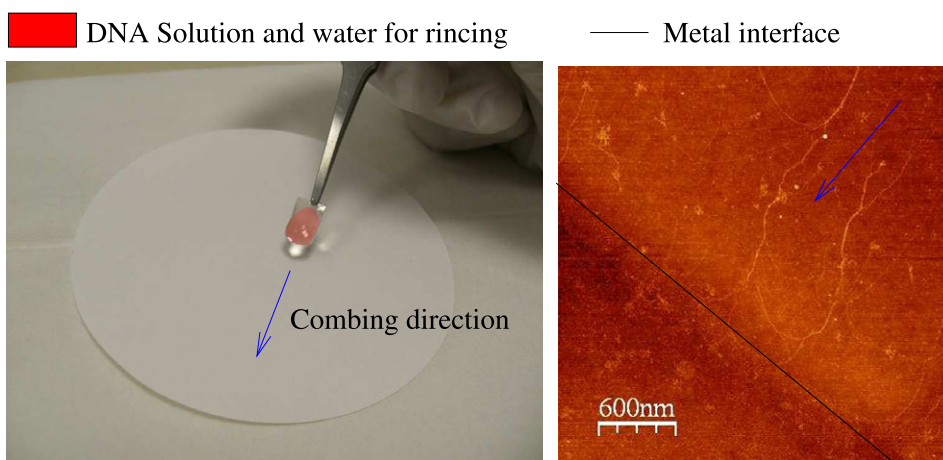 DNA Solution and water for rincing
Metal interface
Combing direction
600nm